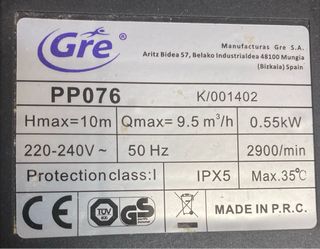 Gre
Manufacturas Gre S.A.
Aritz Bidea 57, Belako Industrialdea 48100 Mungia
(Bizkaia) Spain
PP076 K/001402
Hmax=10m Qmax= 9.5 m³/h 0.55kW
220-240V ~ 50 Hz 2900/min
Protection class:I IPX5 Max.35℃
CE TÜV GS MADE IN P.R.C.